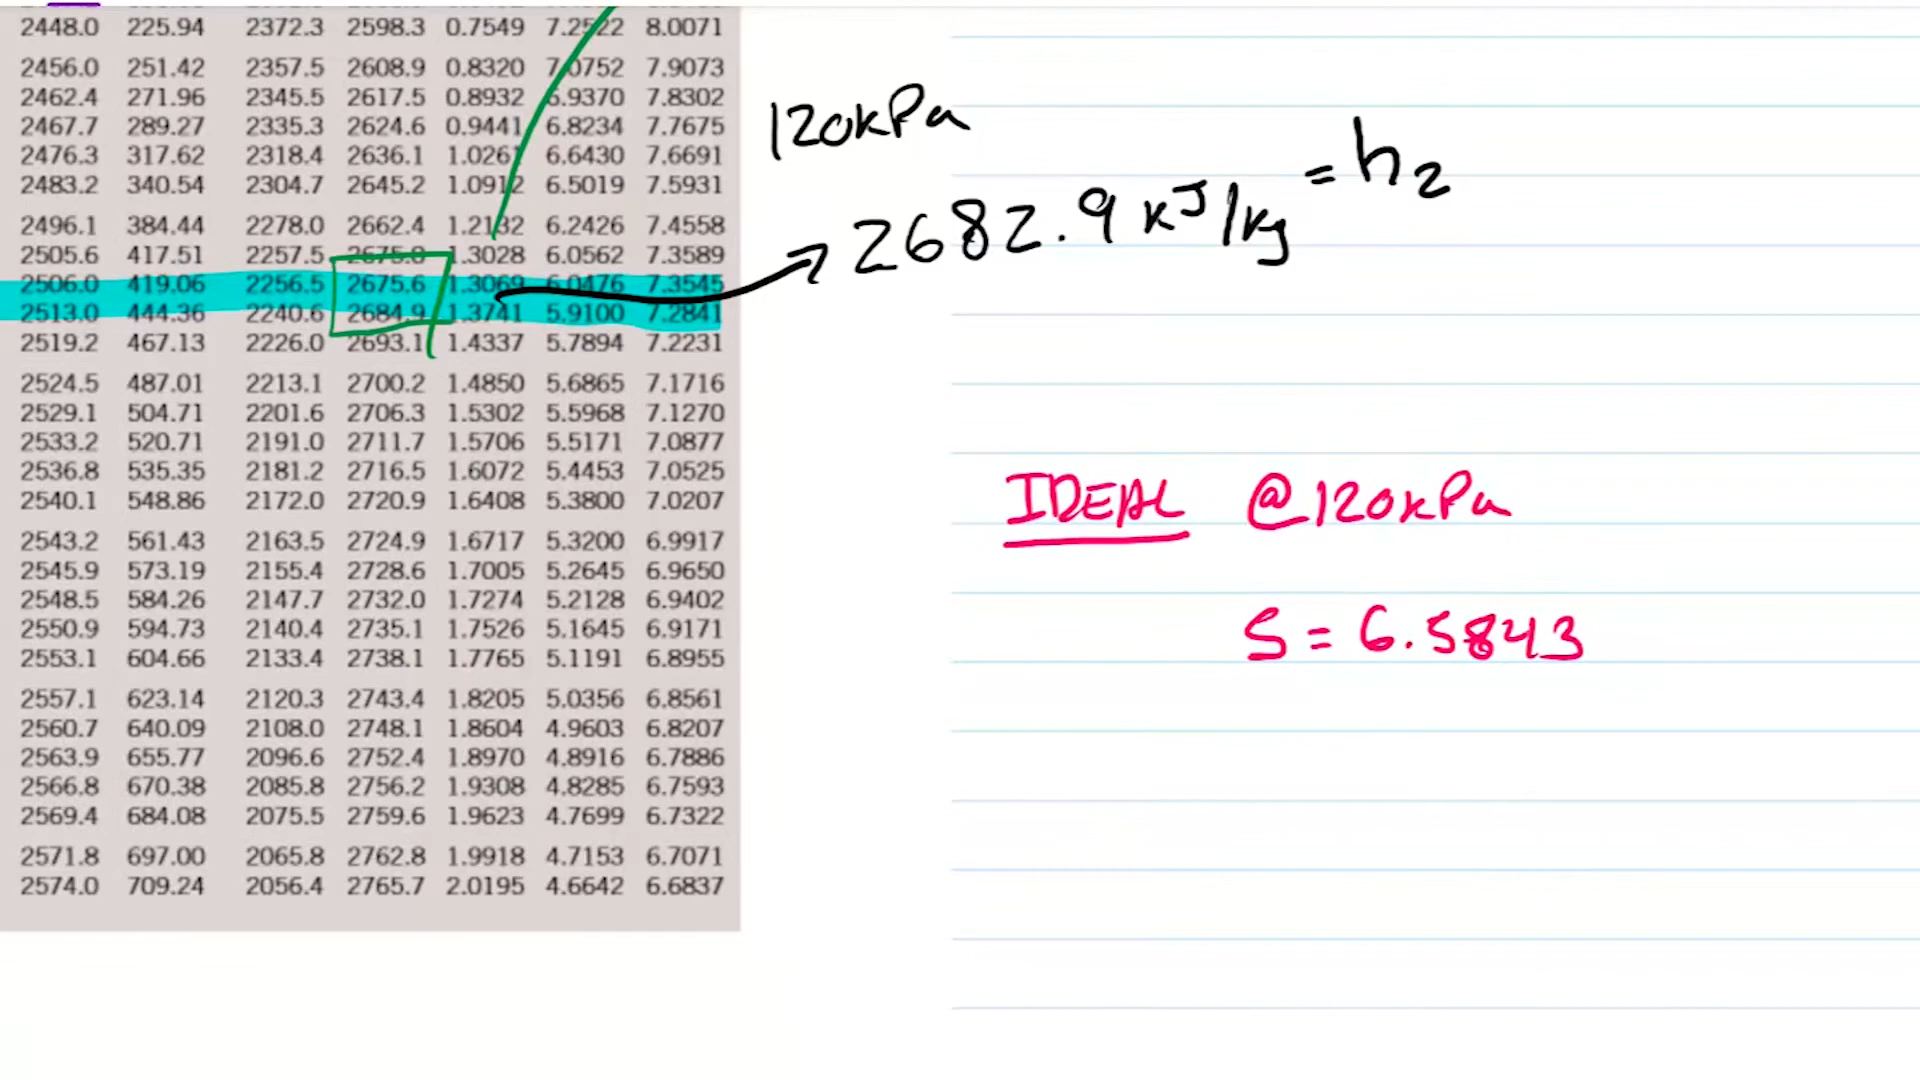 2448.0 225.94 2372.3 2598.3 0.7549 7.2522 8.0071
2456.0 251.42 2357.5 2608.9 0.8320 7.0752 7.9073
2462.4 271.96 2345.5 2617.5 0.8932 6.9370 7.8302
2467.7 289.27 2335.3 2624.6 0.9441 6.8234 7.7675
2476.3 317.62 2318.4 2636.1 1.0261 6.6430 7.6691
2483.2 340.54 2304.7 2645.2 1.0912 6.5019 7.5931
2496.1 384.44 2278.0 2662.4 1.2132 6.2426 7.4558
2505.6 417.51 2257.5 2675.0 1.3028 6.0562 7.3589
2506.0 419.06 2256.5 2675.6 1.3069 6.0476 7.3545
2513.0 444.36 2240.6 2684.9 1.3741 5.9100 7.2841
2519.2 467.13 2226.0 2693.1 1.4337 5.7894 7.2231
2524.5 487.01 2213.1 2700.2 1.4850 5.6865 7.1716
2529.1 504.71 2201.6 2706.3 1.5302 5.5968 7.1270
2533.2 520.71 2191.0 2711.7 1.5706 5.5171 7.0877
2536.8 535.35 2181.2 2716.5 1.6072 5.4453 7.0525
2540.1 548.86 2172.0 2720.9 1.6408 5.3800 7.0207
2543.2 561.43 2163.5 2724.9 1.6717 5.3200 6.9917
2545.9 573.19 2155.4 2728.6 1.7005 5.2645 6.9650
2548.5 584.26 2147.7 2732.0 1.7274 5.2128 6.9402
2550.9 594.73 2140.4 2735.1 1.7526 5.1645 6.9171
2553.1 604.66 2133.4 2738.1 1.7765 5.1191 6.8955
2557.1 623.14 2120.3 2743.4 1.8205 5.0356 6.8561
2560.7 640.09 2108.0 2748.1 1.8604 4.9603 6.8207
2563.9 655.77 2096.6 2752.4 1.8970 4.8916 6.7886
2566.8 670.38 2085.8 2756.2 1.9308 4.8285 6.7593
2569.4 684.08 2075.5 2759.6 1.9623 4.7699 6.7322
2571.8 697.00 2065.8 2762.8 1.9918 4.7153 6.7071
2574.0 709.24 2056.4 2765.7 2.0195 4.6642 6.6837
120kPa
2682.9 kJ/kg = h2
IDEAL @120kPa
S = 6.5843